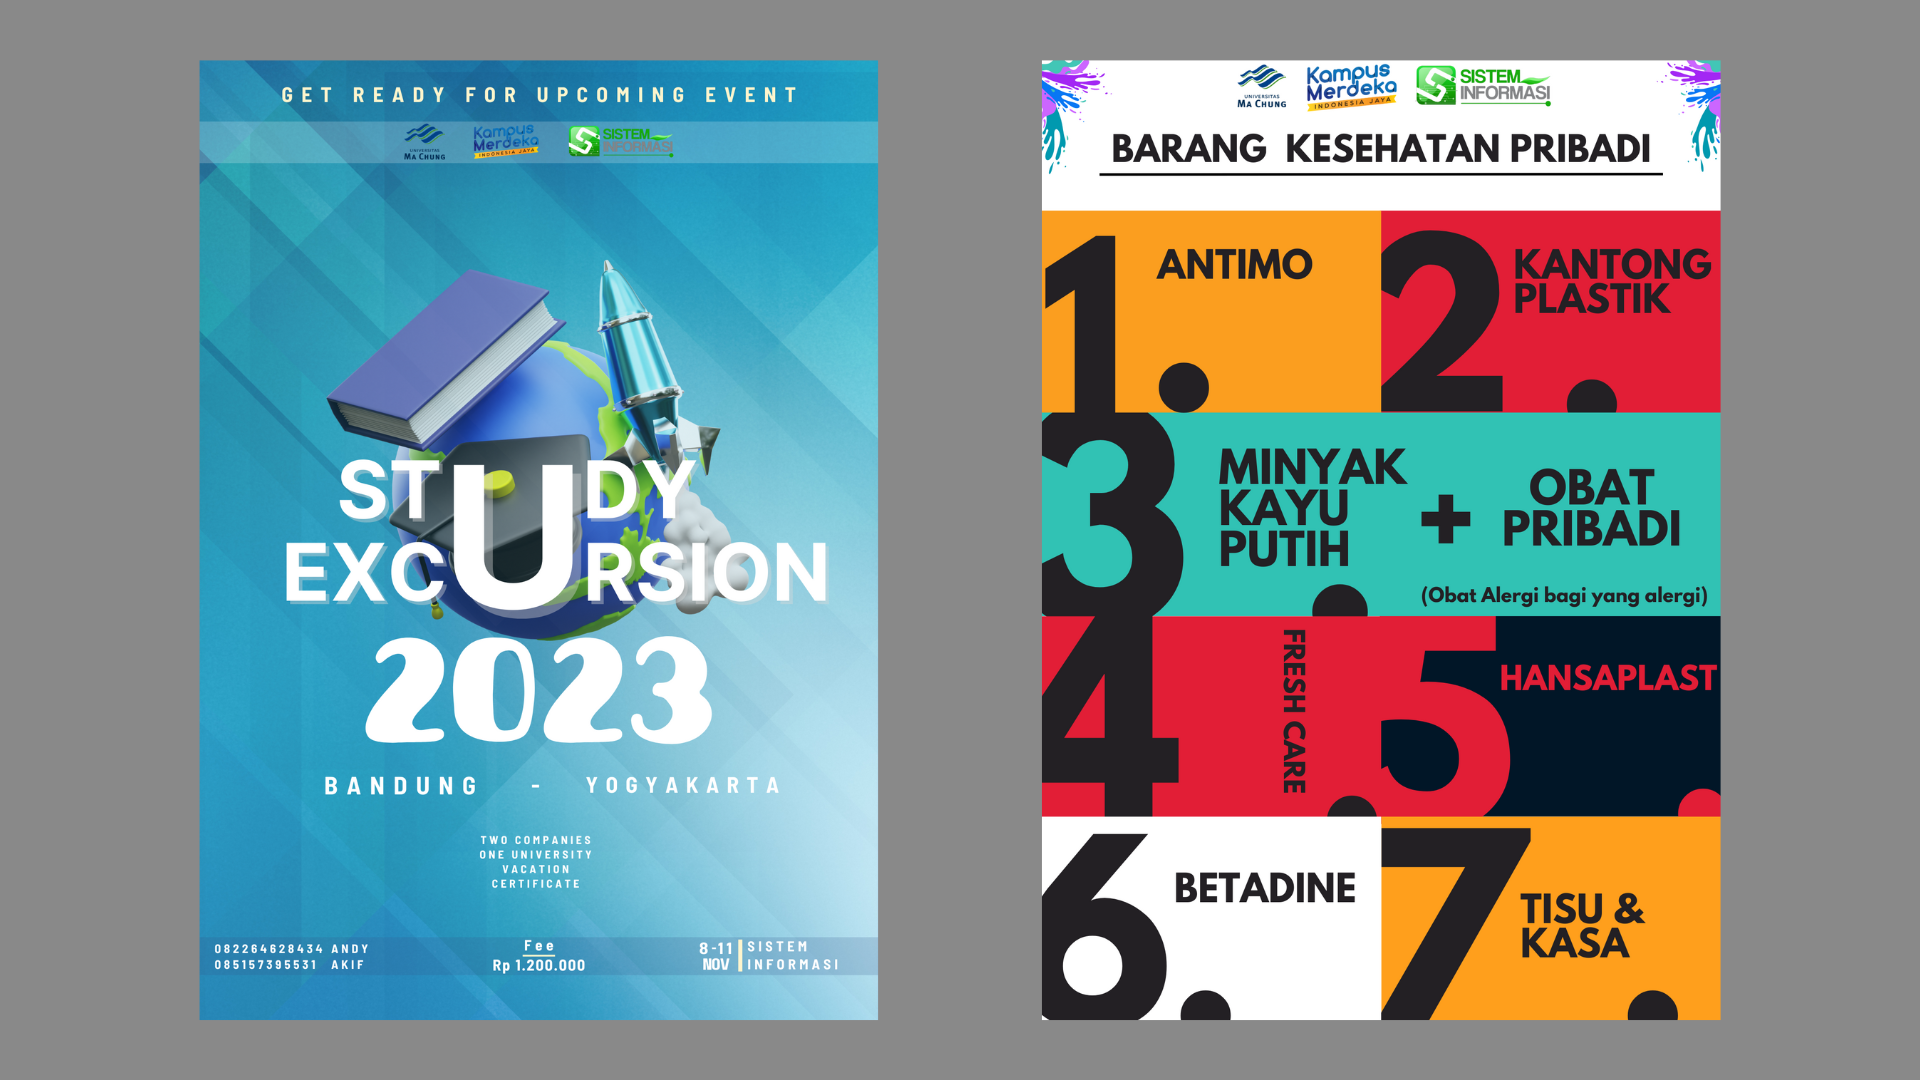 GET READY FOR UPCOMING EVENT
UNIVERSITAS
MA CHUNG
Kampus
Merdeka
INDONESIA JAYA
SISTEM
INFORMASI
STUDY
EXCURSION
2023
BANDUNG - YOGYAKARTA
TWO COMPANIES
ONE UNIVERSITY
VACATION
CERTIFICATE
082264628434 ANDY
085157395531 AKIF
Fee
Rp 1.200.000
8-11
NOV
SISTEM
INFORMASI
UNIVERSITAS
MA CHUNG
Kampus
Merdeka
INDONESIA JAYA
SISTEM
INFORMASI
BARANG KESEHATAN PRIBADI
1.
ANTIMO
2.
KANTONG
PLASTIK
3.
MINYAK
KAYU
PUTIH
+
OBAT
PRIBADI
(Obat Alergi bagi yang alergi)
4.
FRESH CARE
5.
HANSAPLAST
6.
BETADINE
7.
TISU &
KASA